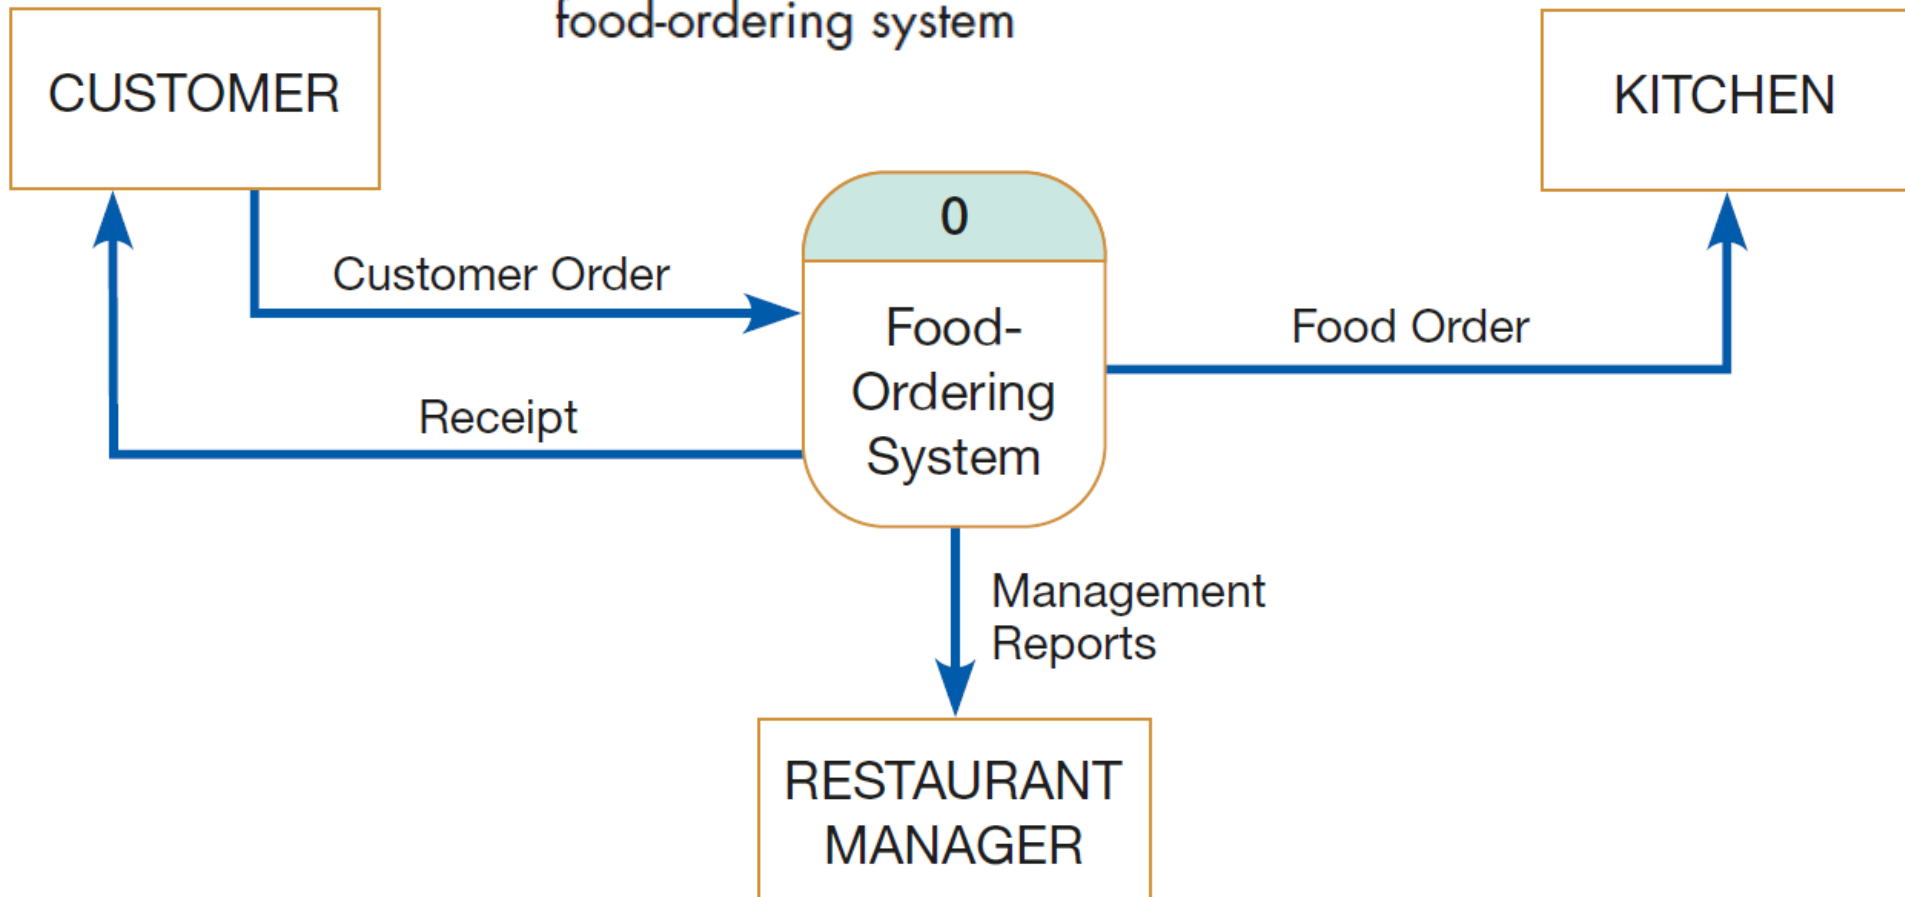 food-ordering system
CUSTOMER
KITCHEN
0
Customer Order
Food-
Ordering
System
Food Order
Receipt
Management
Reports
RESTAURANT
MANAGER